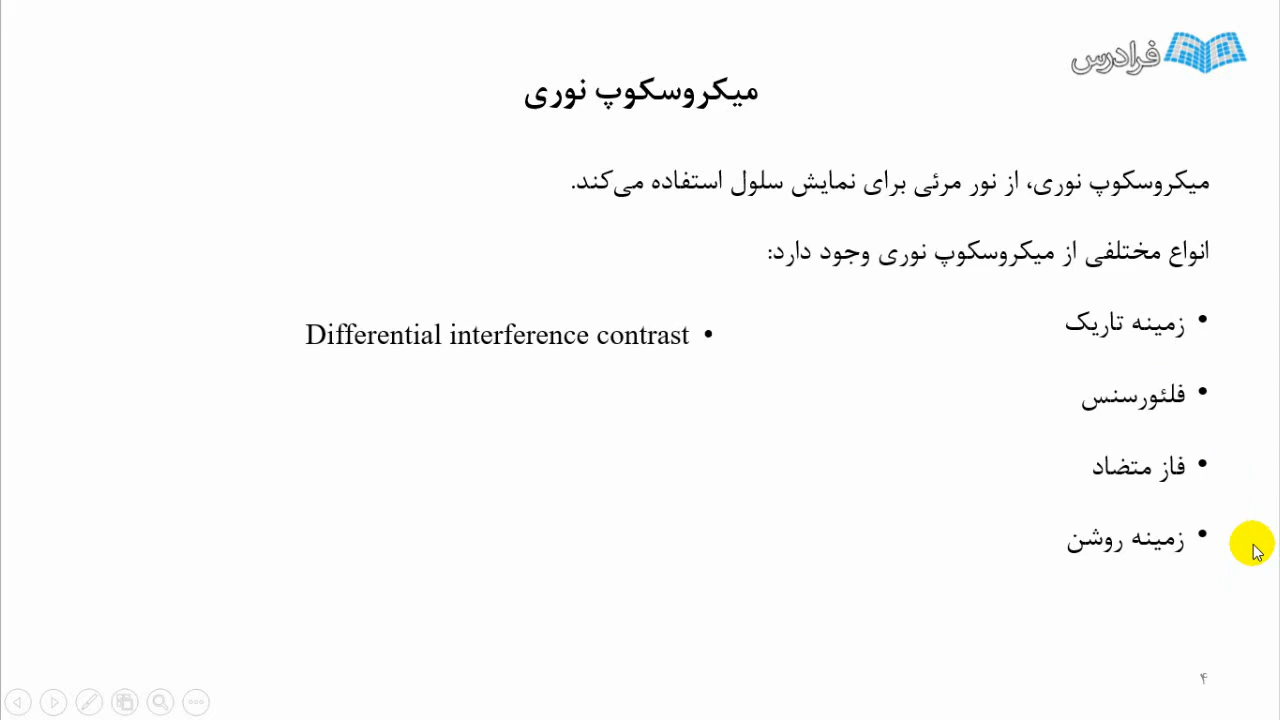 فرادرس
میکروسکوپ نوری
میکروسکوپ نوری، از نور مرئی برای نمایش سلول استفاده می‌کند.
انواع مختلفی از میکروسکوپ نوری وجود دارد:
• زمینه تاریک
• فلئورسنس
• فاز متضاد
• زمینه روشن
• Differential interference contrast
۴